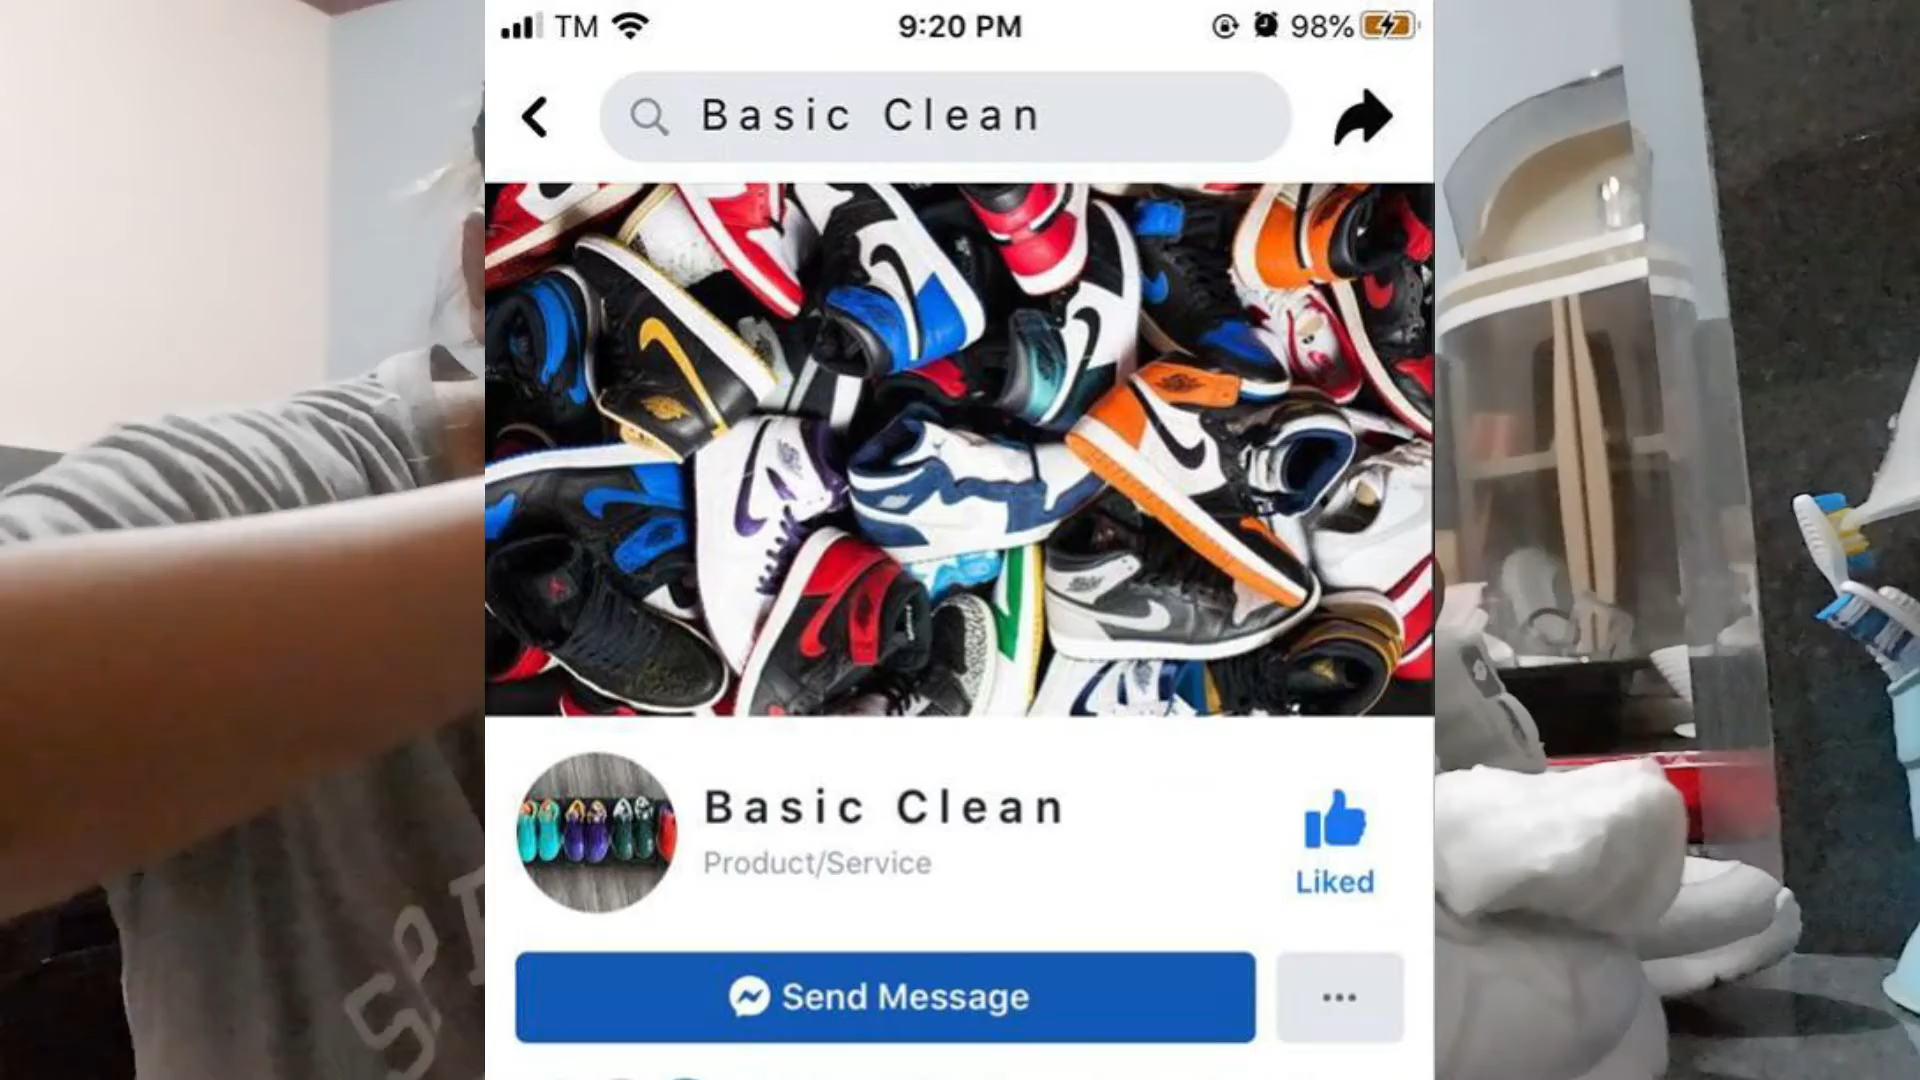 TM 9:20 PM 98%
Basic Clean
Basic Clean
Product/Service
Liked
Send Message